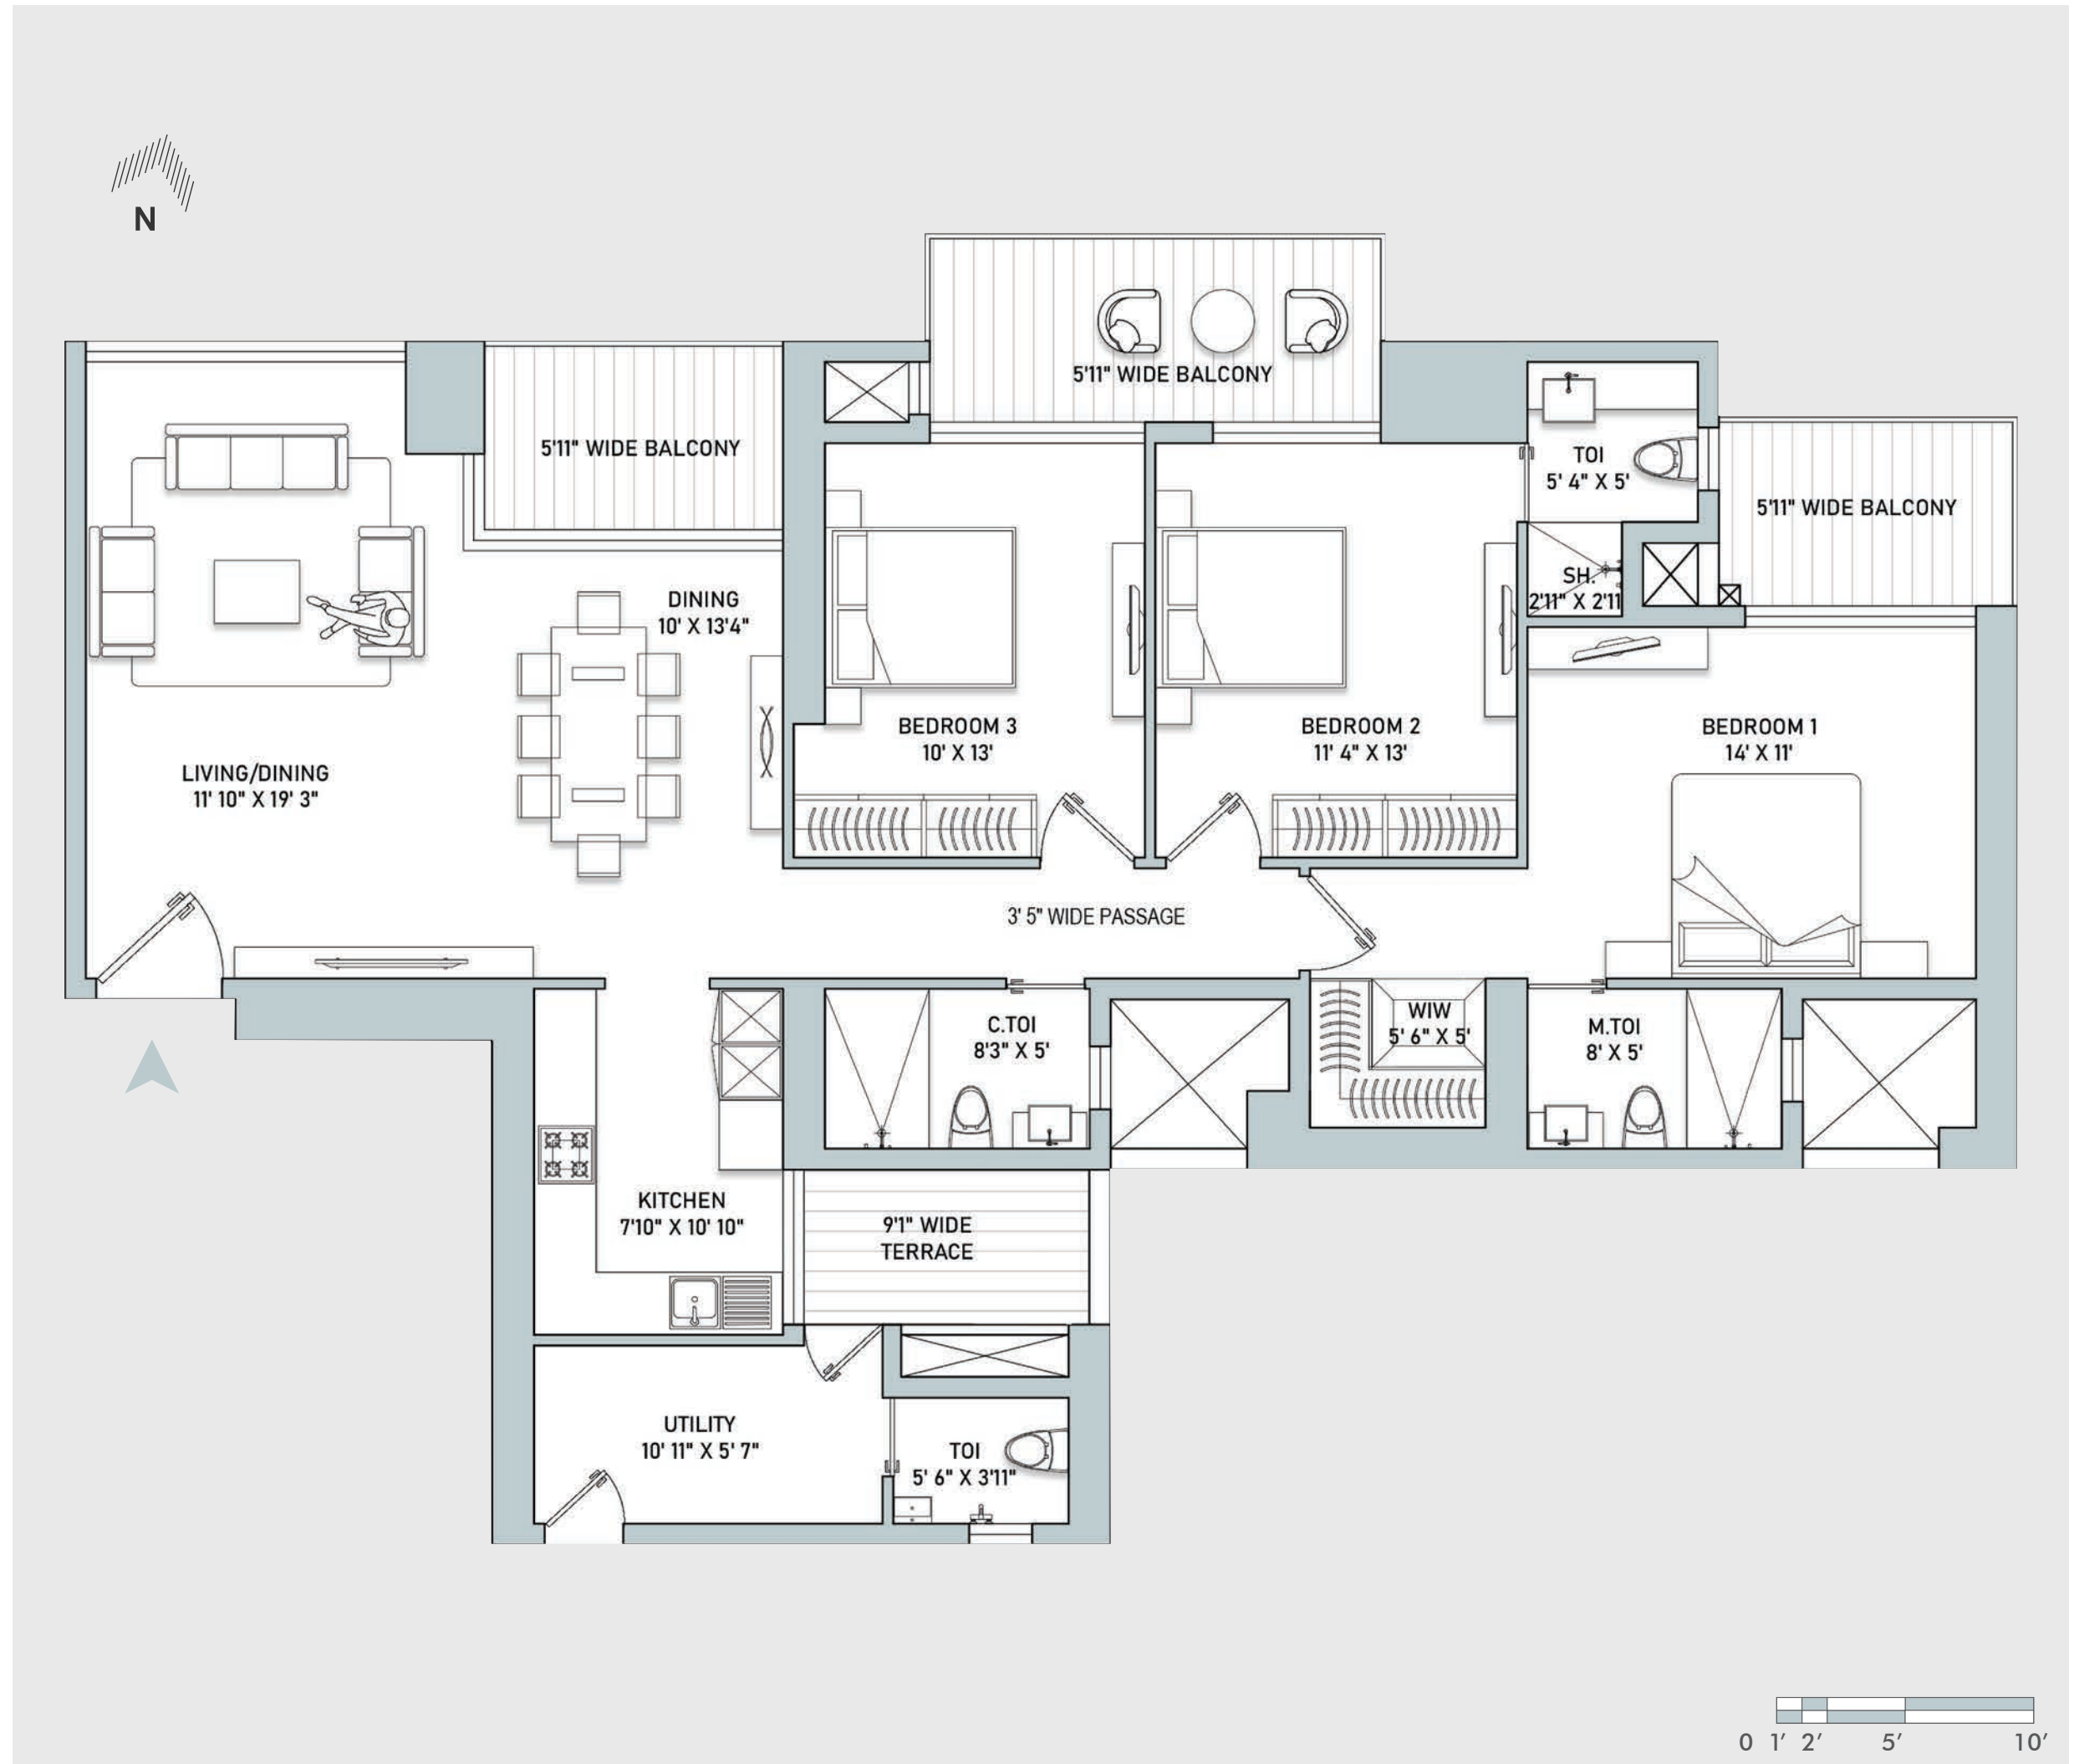 N
5'11" WIDE BALCONY
5'11" WIDE BALCONY
TOI
5' 4" X 5'
5'11" WIDE BALCONY
SH.
2'11" X 2'11
DINING
10' X 13'4"
BEDROOM 3
10' X 13'
BEDROOM 2
11' 4" X 13'
BEDROOM 1
14' X 11'
LIVING/DINING
11' 10" X 19' 3"
3' 5" WIDE PASSAGE
C.TOI
8'3" X 5'
WIW
5' 6" X 5'
M.TOI
8' X 5'
KITCHEN
7'10" X 10' 10"
9'1" WIDE
TERRACE
UTILITY
10' 11" X 5' 7"
TOI
5' 6" X 3'11"
0 1' 2' 5' 10'